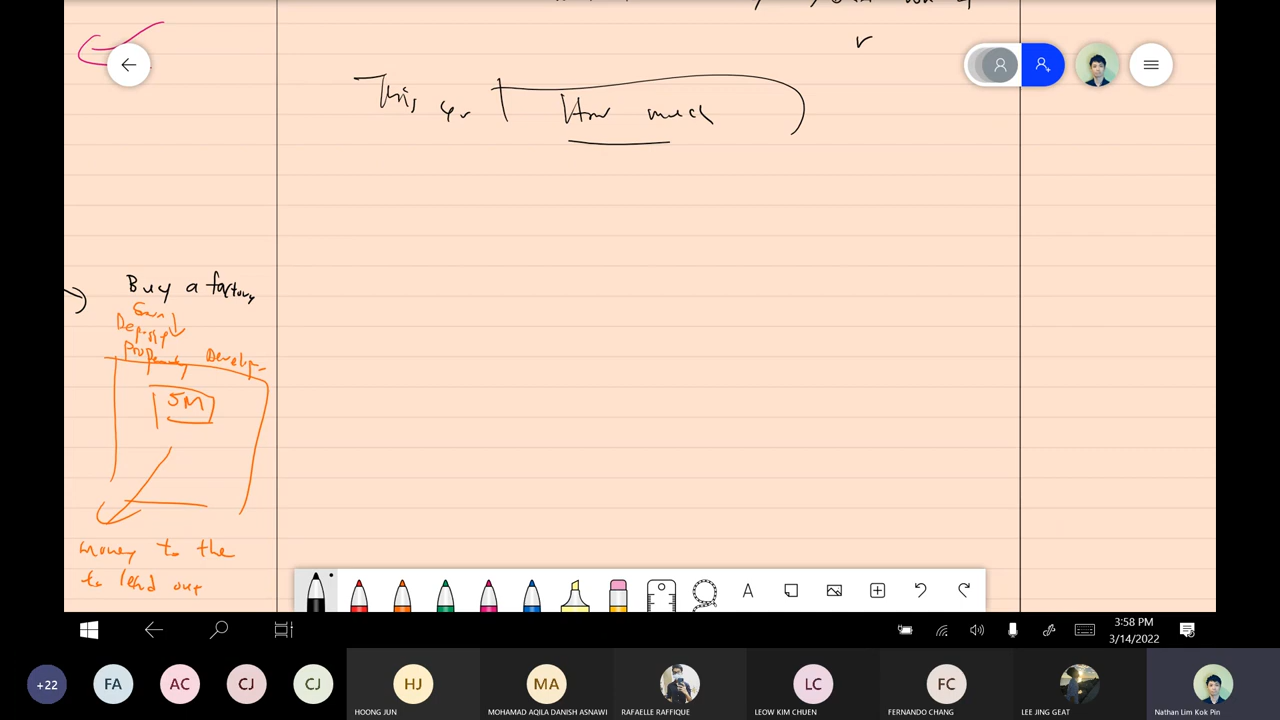 r
This yr How much
Buy a factory
Deposit
Property Develop
5M
money to the
to lend out
A
3:58 PM
3/14/2022
+22 FA AC CJ CJ HJ MA LC FC
HOONG JUN MOHAMAD AQILA DANISH ASNAWI RAFAELLE RAFFIQUE LEOW KIM CHUEN FERNANDO CHANG LEE JING GEAT Nathan Lim Kok Pin